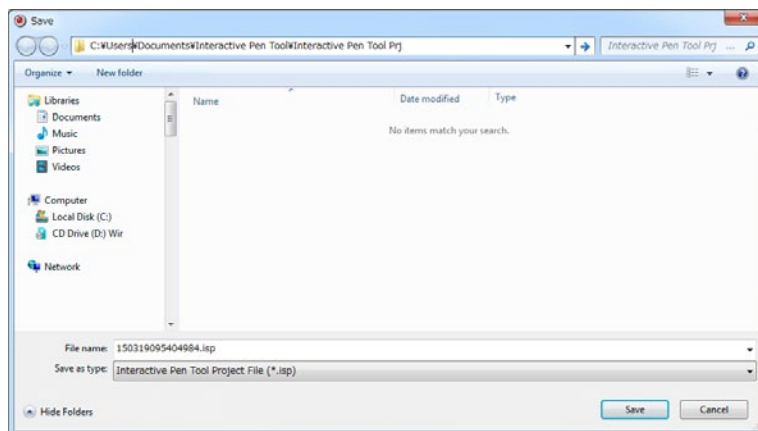 Save
C:¥Users¥Documents¥Interactive Pen Tool¥Interactive Pen Tool Prj
Interactive Pen Tool Prj ...
Organize
New folder
Libraries
Documents
Music
Pictures
Videos
Computer
Local Disk (C:)
CD Drive (D:) Wir
Network
Name
Date modified
Type
No items match your search.
File name: 150319095404984.isp
Save as type: Interactive Pen Tool Project File (*.isp)
Hide Folders
Save
Cancel